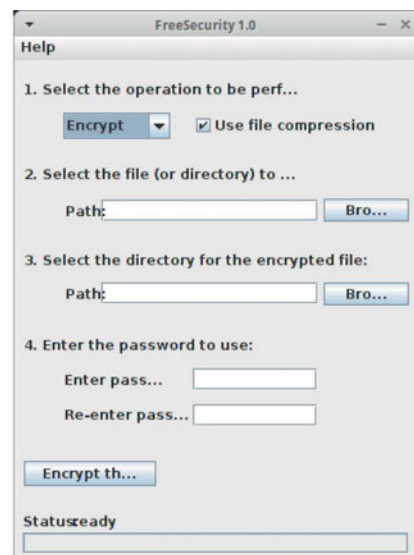 FreeSecurity 1.0
Help
1. Select the operation to be perf...
Encrypt Use file compression
2. Select the file (or directory) to ...
Path: Bro...
3. Select the directory for the encrypted file:
Path: Bro...
4. Enter the password to use:
Enter pass...
Re-enter pass...
Encrypt th...
Status:ready